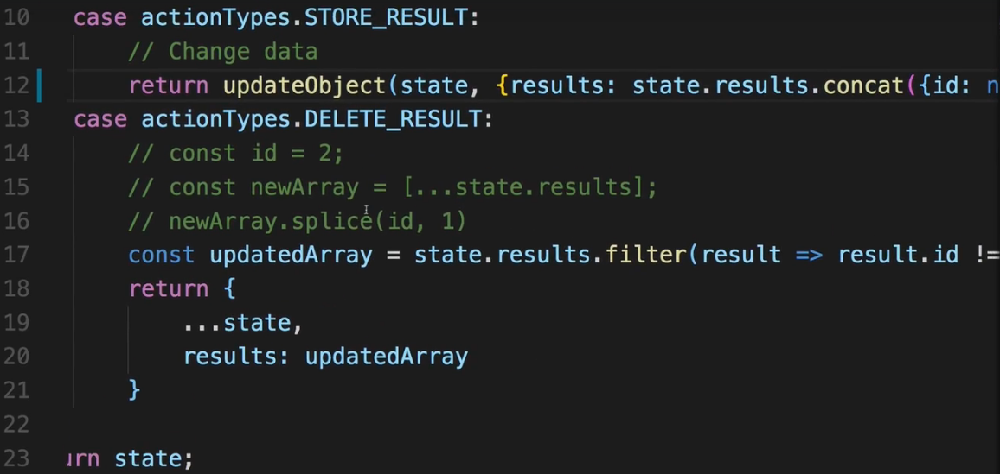 10 case actionTypes.STORE_RESULT:
11 // Change data
12 return updateObject(state, {results: state.results.concat({id: n
13 case actionTypes.DELETE_RESULT:
14 // const id = 2;
15 // const newArray = [...state.results];
16 // newArray.splice(id, 1)
17 const updatedArray = state.results.filter(result => result.id !=
18 return {
19 ...state,
20 results: updatedArray
21 }
22
23 urn state;